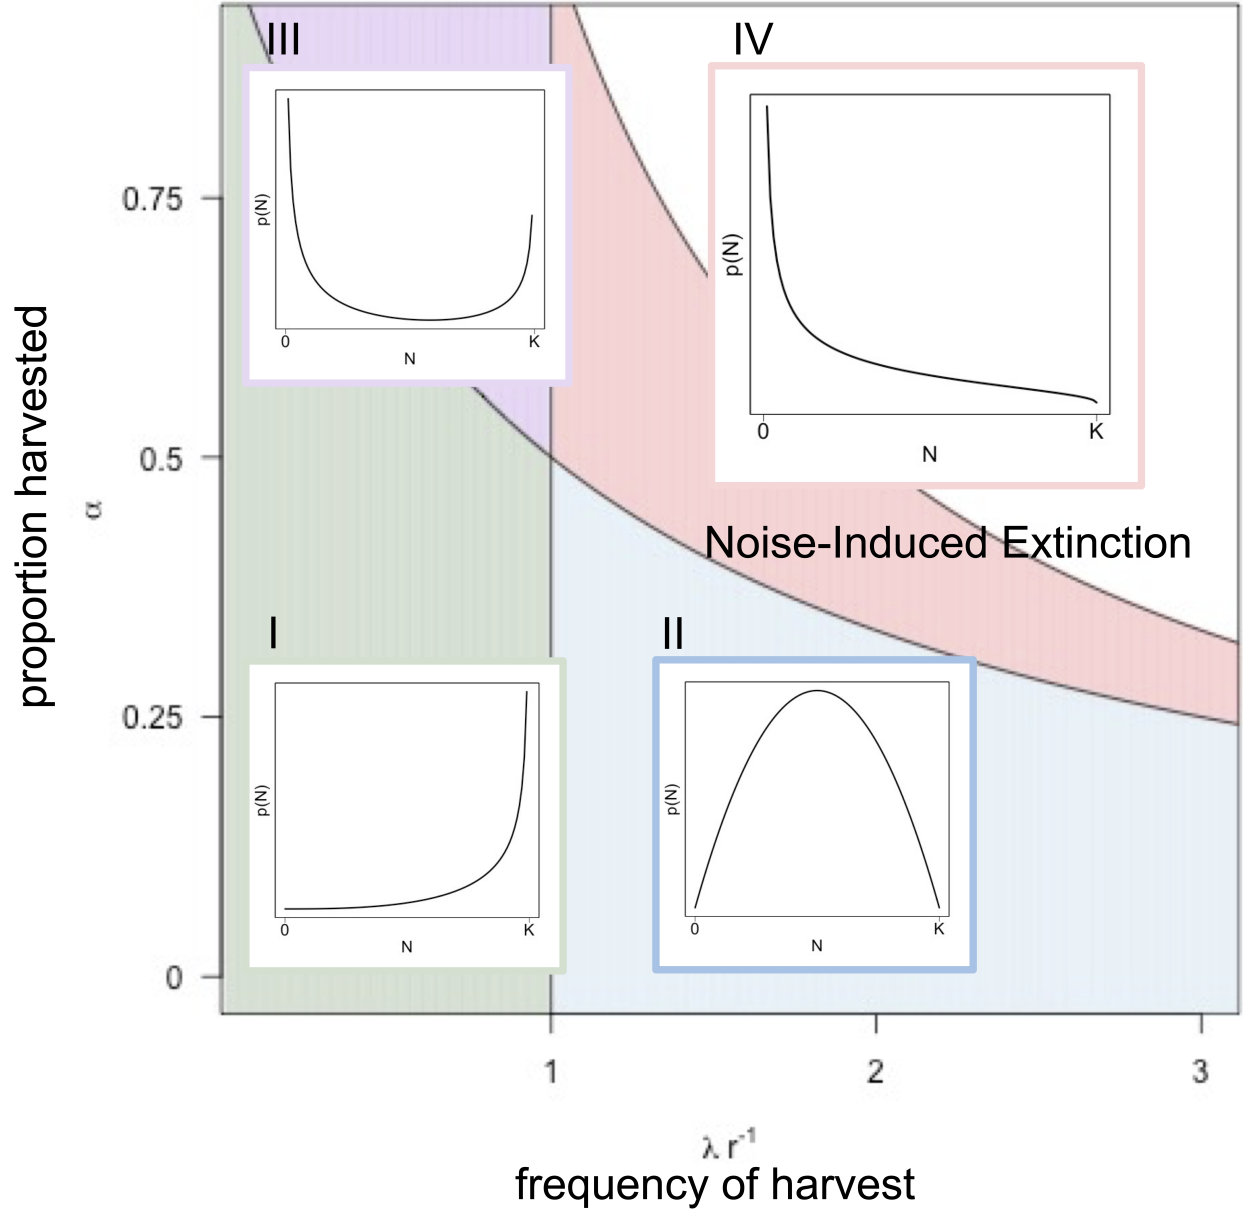 III
IV
p(N)
0
K
N
p(N)
0
K
N
0.75
0.5
0.25
0
proportion harvested
α
Noise-Induced Extinction
I
II
p(N)
0
K
N
p(N)
0
K
N
1
2
3
λ r⁻¹
frequency of harvest